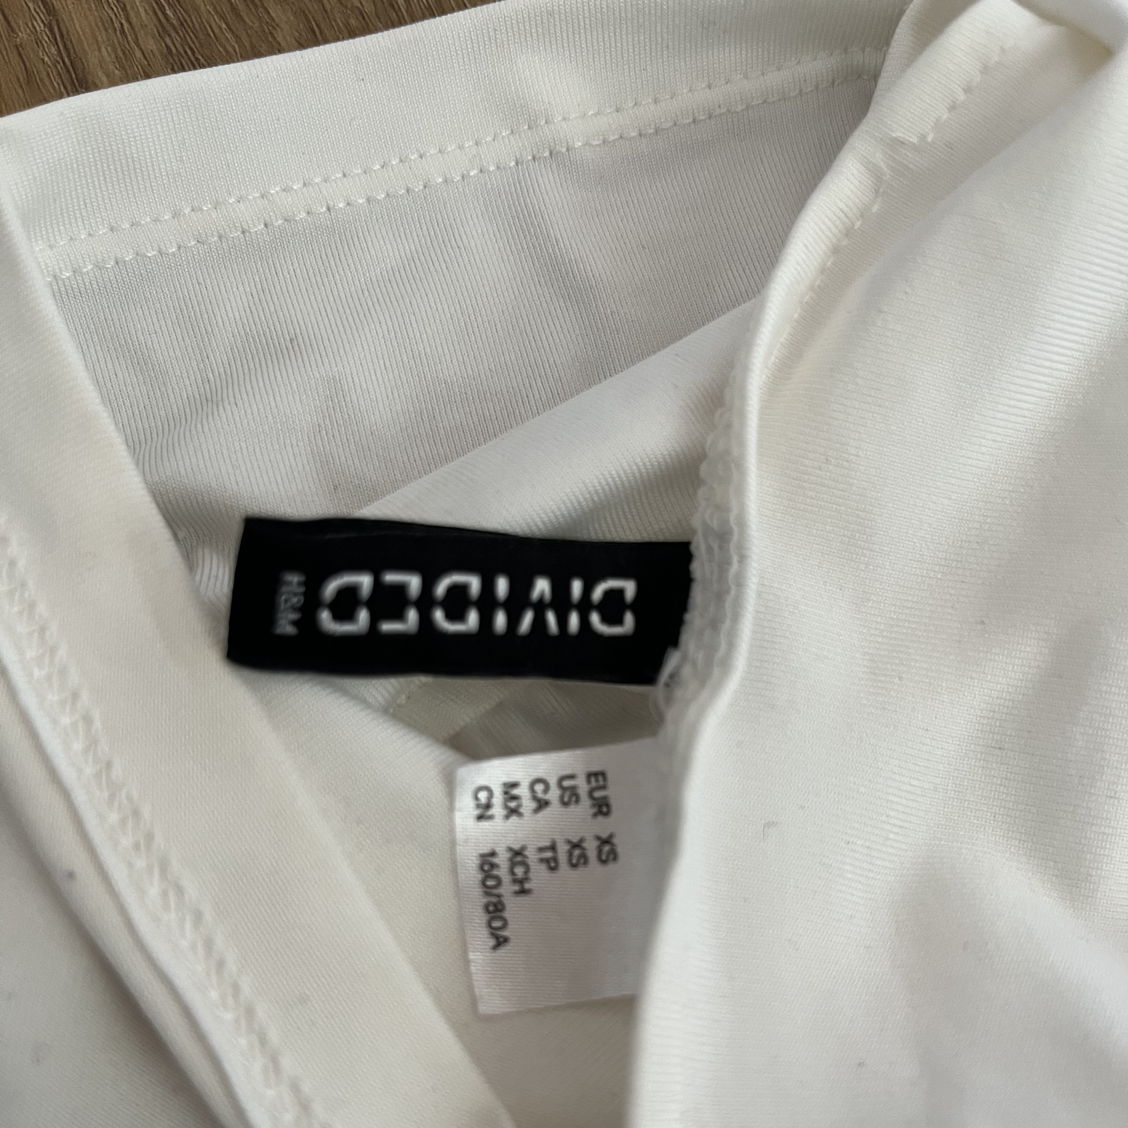 DIVIDED
H&M
EUR XS
US XS
CA TP
MX XCH
CN 160/80A